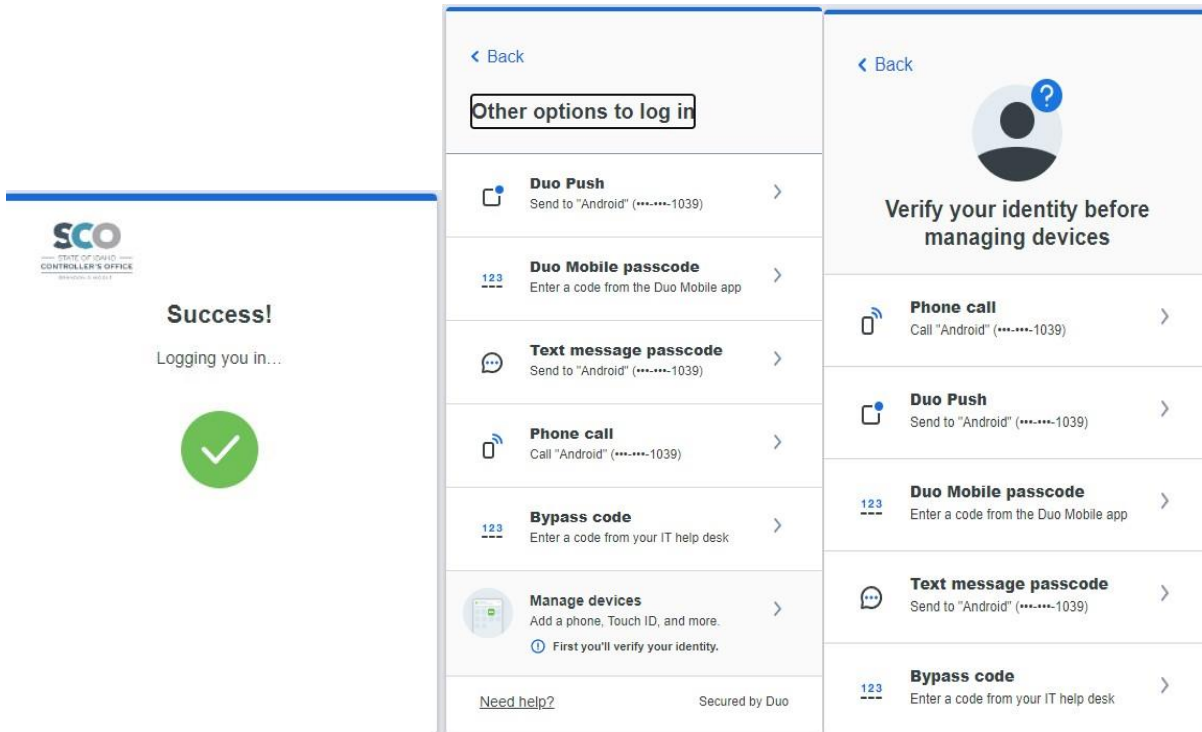 SCO
STATE OF IDAHO
CONTROLLER'S OFFICE
Success!
Logging you in...
< Back
Other options to log in
Duo Push
Send to "Android" (•••-•••-1039)
123
Duo Mobile passcode
Enter a code from the Duo Mobile app
Text message passcode
Send to "Android" (•••-•••-1039)
Phone call
Call "Android" (•••-•••-1039)
123
Bypass code
Enter a code from your IT help desk
Manage devices
Add a phone, Touch ID, and more.
First you'll verify your identity.
Need help?
Secured by Duo
< Back
?
Verify your identity before
managing devices
Phone call
Call "Android" (•••-•••-1039)
Duo Push
Send to "Android" (•••-•••-1039)
123
Duo Mobile passcode
Enter a code from the Duo Mobile app
Text message passcode
Send to "Android" (•••-•••-1039)
123
Bypass code
Enter a code from your IT help desk